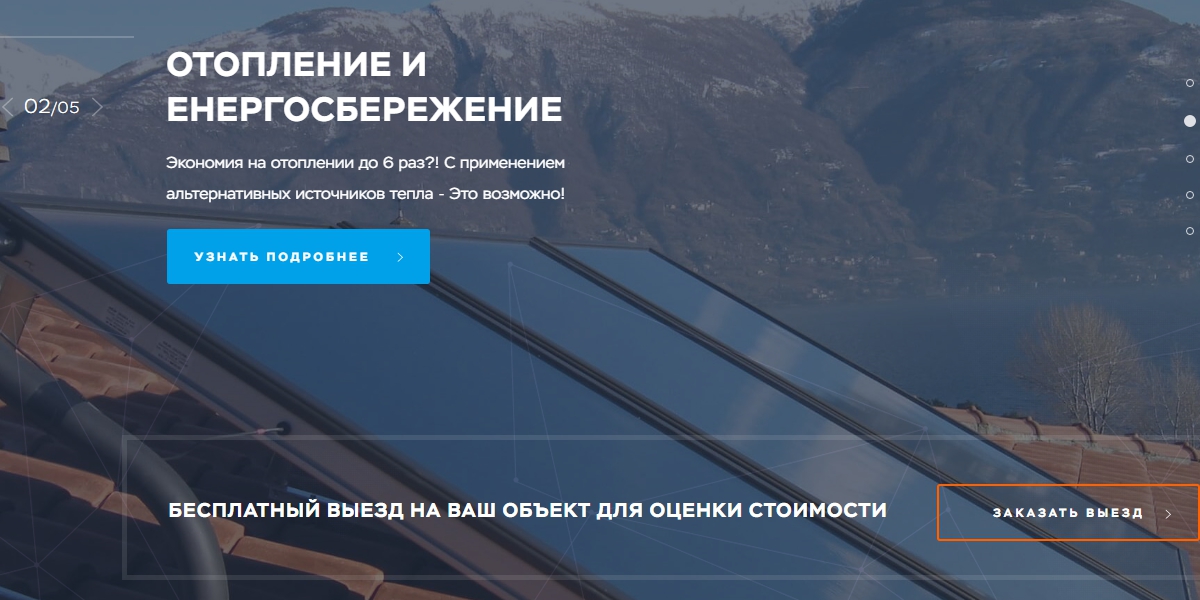 ОТОПЛЕНИЕ И
ЕНЕРГОСБЕРЕЖЕНИЕ
02/05
Экономия на отоплении до 6 раз?! С применением
альтернативных источников тепла - Это возможно!
УЗНАТЬ ПОДРОБНЕЕ
БЕСПЛАТНЫЙ ВЫЕЗД НА ВАШ ОБЪЕКТ ДЛЯ ОЦЕНКИ СТОИМОСТИ
ЗАКАЗАТЬ ВЫЕЗД